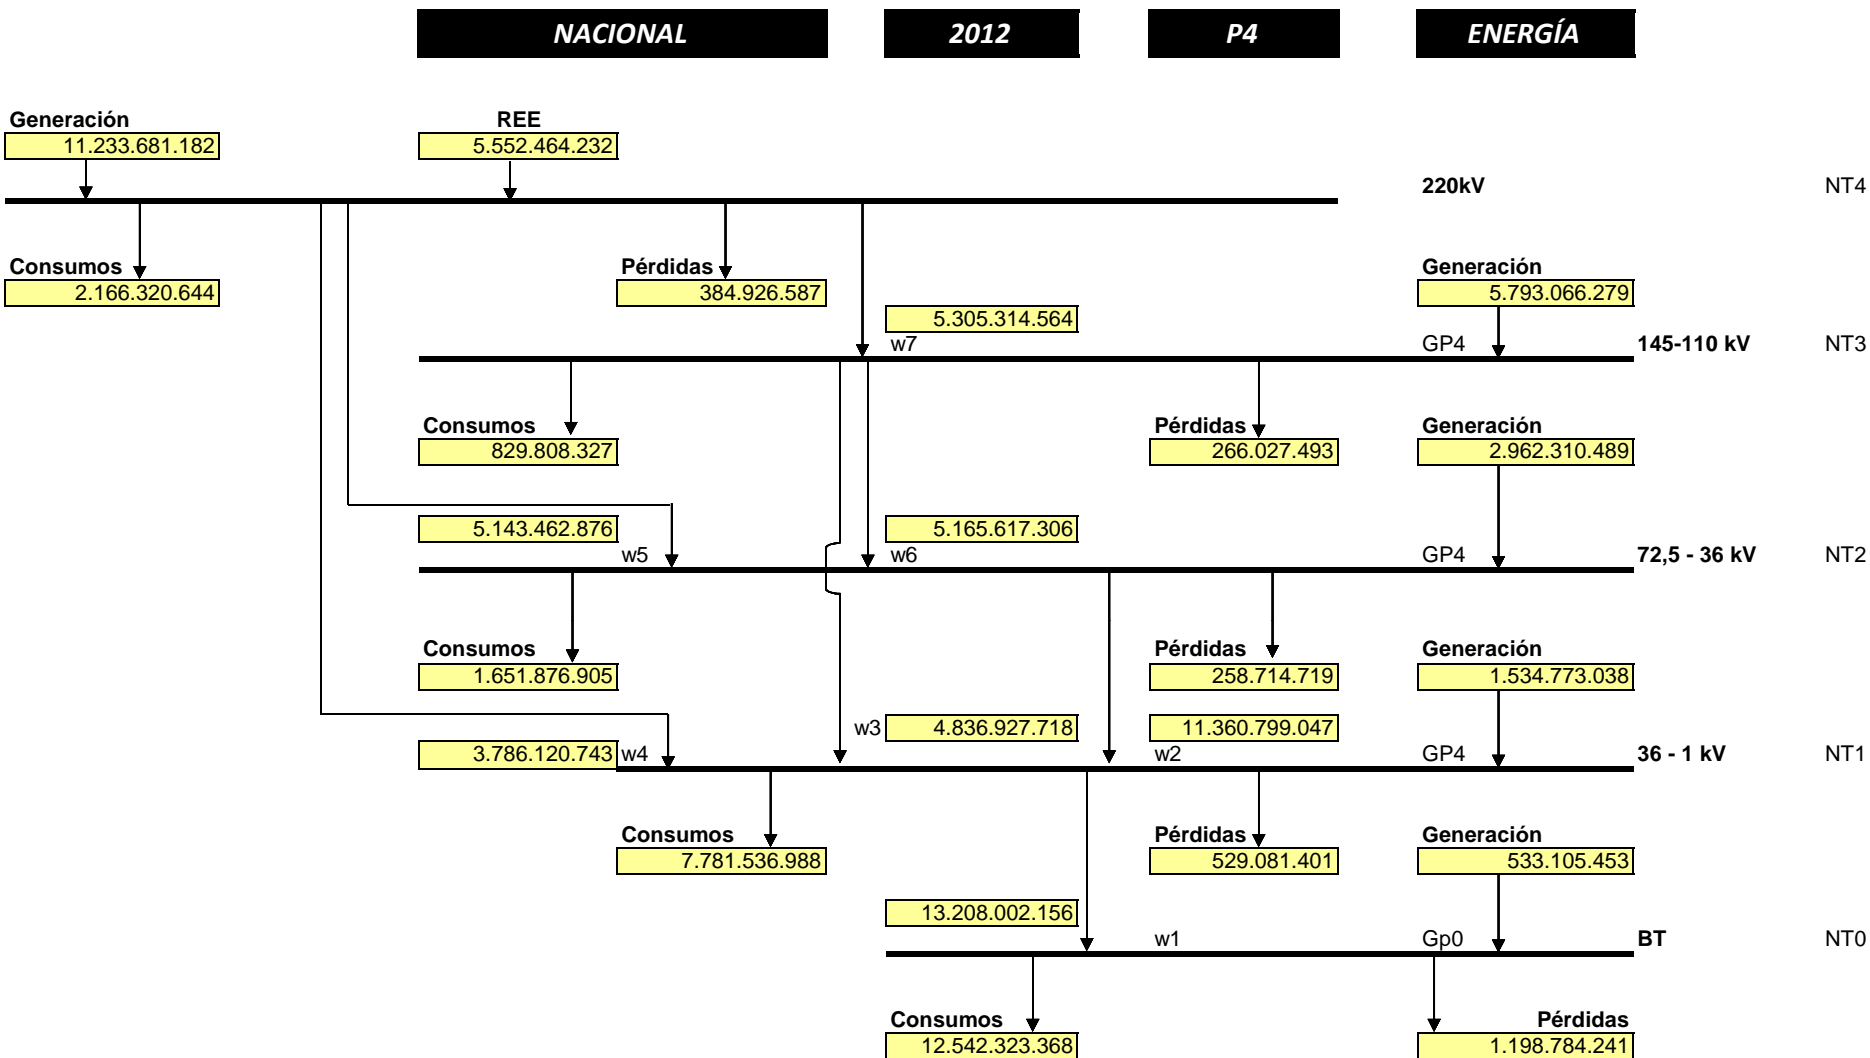 NACIONAL 2012 P4 ENERGÍA
Generación REE
11.233.681.182 5.552.464.232
220kV NT4
Consumos Pérdidas Generación
2.166.320.644 384.926.587 5.793.066.279
5.305.314.564
w7 GP4 145-110 kV NT3
Consumos Pérdidas Generación
829.808.327 266.027.493 2.962.310.489
5.143.462.876 5.165.617.306
w5 w6 GP4 72,5 - 36 kV NT2
Consumos Pérdidas Generación
1.651.876.905 258.714.719 1.534.773.038
w3 4.836.927.718 11.360.799.047
3.786.120.743 w4 w2 GP4 36 - 1 kV NT1
Consumos Pérdidas Generación
7.781.536.988 529.081.401 533.105.453
13.208.002.156
w1 Gp0 BT NT0
Consumos Pérdidas
12.542.323.368 1.198.784.241